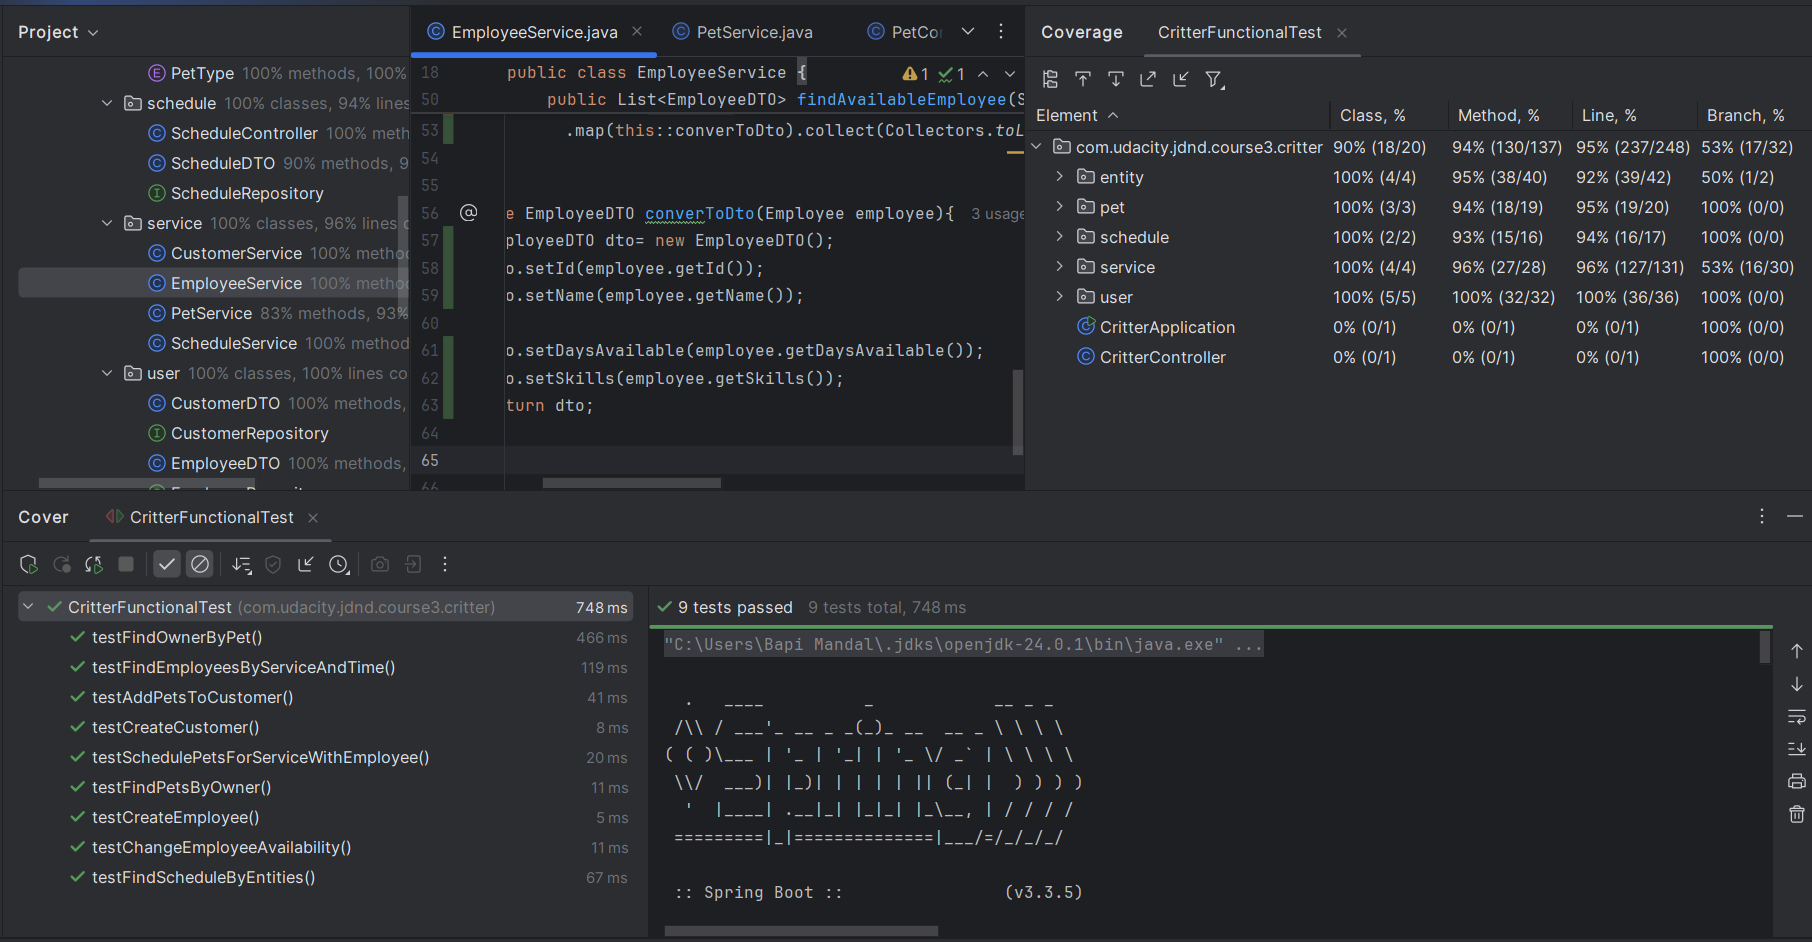 Project
PetType 100% methods, 100%
schedule 100% classes, 94% lines
ScheduleController 100% meth
ScheduleDTO 90% methods, 9
ScheduleRepository
service 100% classes, 96% lines c
CustomerService 100% metho
EmployeeService 100% metho
PetService 83% methods, 93%
ScheduleService 100% method
user 100% classes, 100% lines co
CustomerDTO 100% methods,
CustomerRepository
EmployeeDTO 100% methods,
EmployeeService.java
PetService.java
PetCo
18 public class EmployeeService {
1 1
50 public List<EmployeeDTO> findAvailableEmployee(S
53 .map(this::converToDto).collect(Collectors.toL
54
55
56 @ e EmployeeDTO converToDto(Employee employee){ 3 usage
57 ployeeDTO dto= new EmployeeDTO();
58 o.setId(employee.getId());
59 o.setName(employee.getName());
60
61 o.setDaysAvailable(employee.getDaysAvailable());
62 o.setSkills(employee.getSkills());
63 turn dto;
64
65
66
Coverage CritterFunctionalTest
Element Class, % Method, % Line, % Branch, %
com.udacity.jdnd.course3.critter 90% (18/20) 94% (130/137) 95% (237/248) 53% (17/32)
entity 100% (4/4) 95% (38/40) 92% (39/42) 50% (1/2)
pet 100% (3/3) 94% (18/19) 95% (19/20) 100% (0/0)
schedule 100% (2/2) 93% (15/16) 94% (16/17) 100% (0/0)
service 100% (4/4) 96% (27/28) 96% (127/131) 53% (16/30)
user 100% (5/5) 100% (32/32) 100% (36/36) 100% (0/0)
CritterApplication 0% (0/1) 0% (0/1) 0% (0/1) 100% (0/0)
CritterController 0% (0/1) 0% (0/1) 0% (0/1) 100% (0/0)
Cover CritterFunctionalTest
CritterFunctionalTest (com.udacity.jdnd.course3.critter) 748 ms
testFindOwnerByPet() 466 ms
testFindEmployeesByServiceAndTime() 119 ms
testAddPetsToCustomer() 41 ms
testCreateCustomer() 8 ms
testSchedulePetsForServiceWithEmployee() 20 ms
testFindPetsByOwner() 11 ms
testCreateEmployee() 5 ms
testChangeEmployeeAvailability() 11 ms
testFindScheduleByEntities() 67 ms
9 tests passed 9 tests total, 748 ms
"C:\Users\Bapi Mandal\.jdks\openjdk-24.0.1\bin\java.exe" ...
:: Spring Boot :: (v3.3.5)